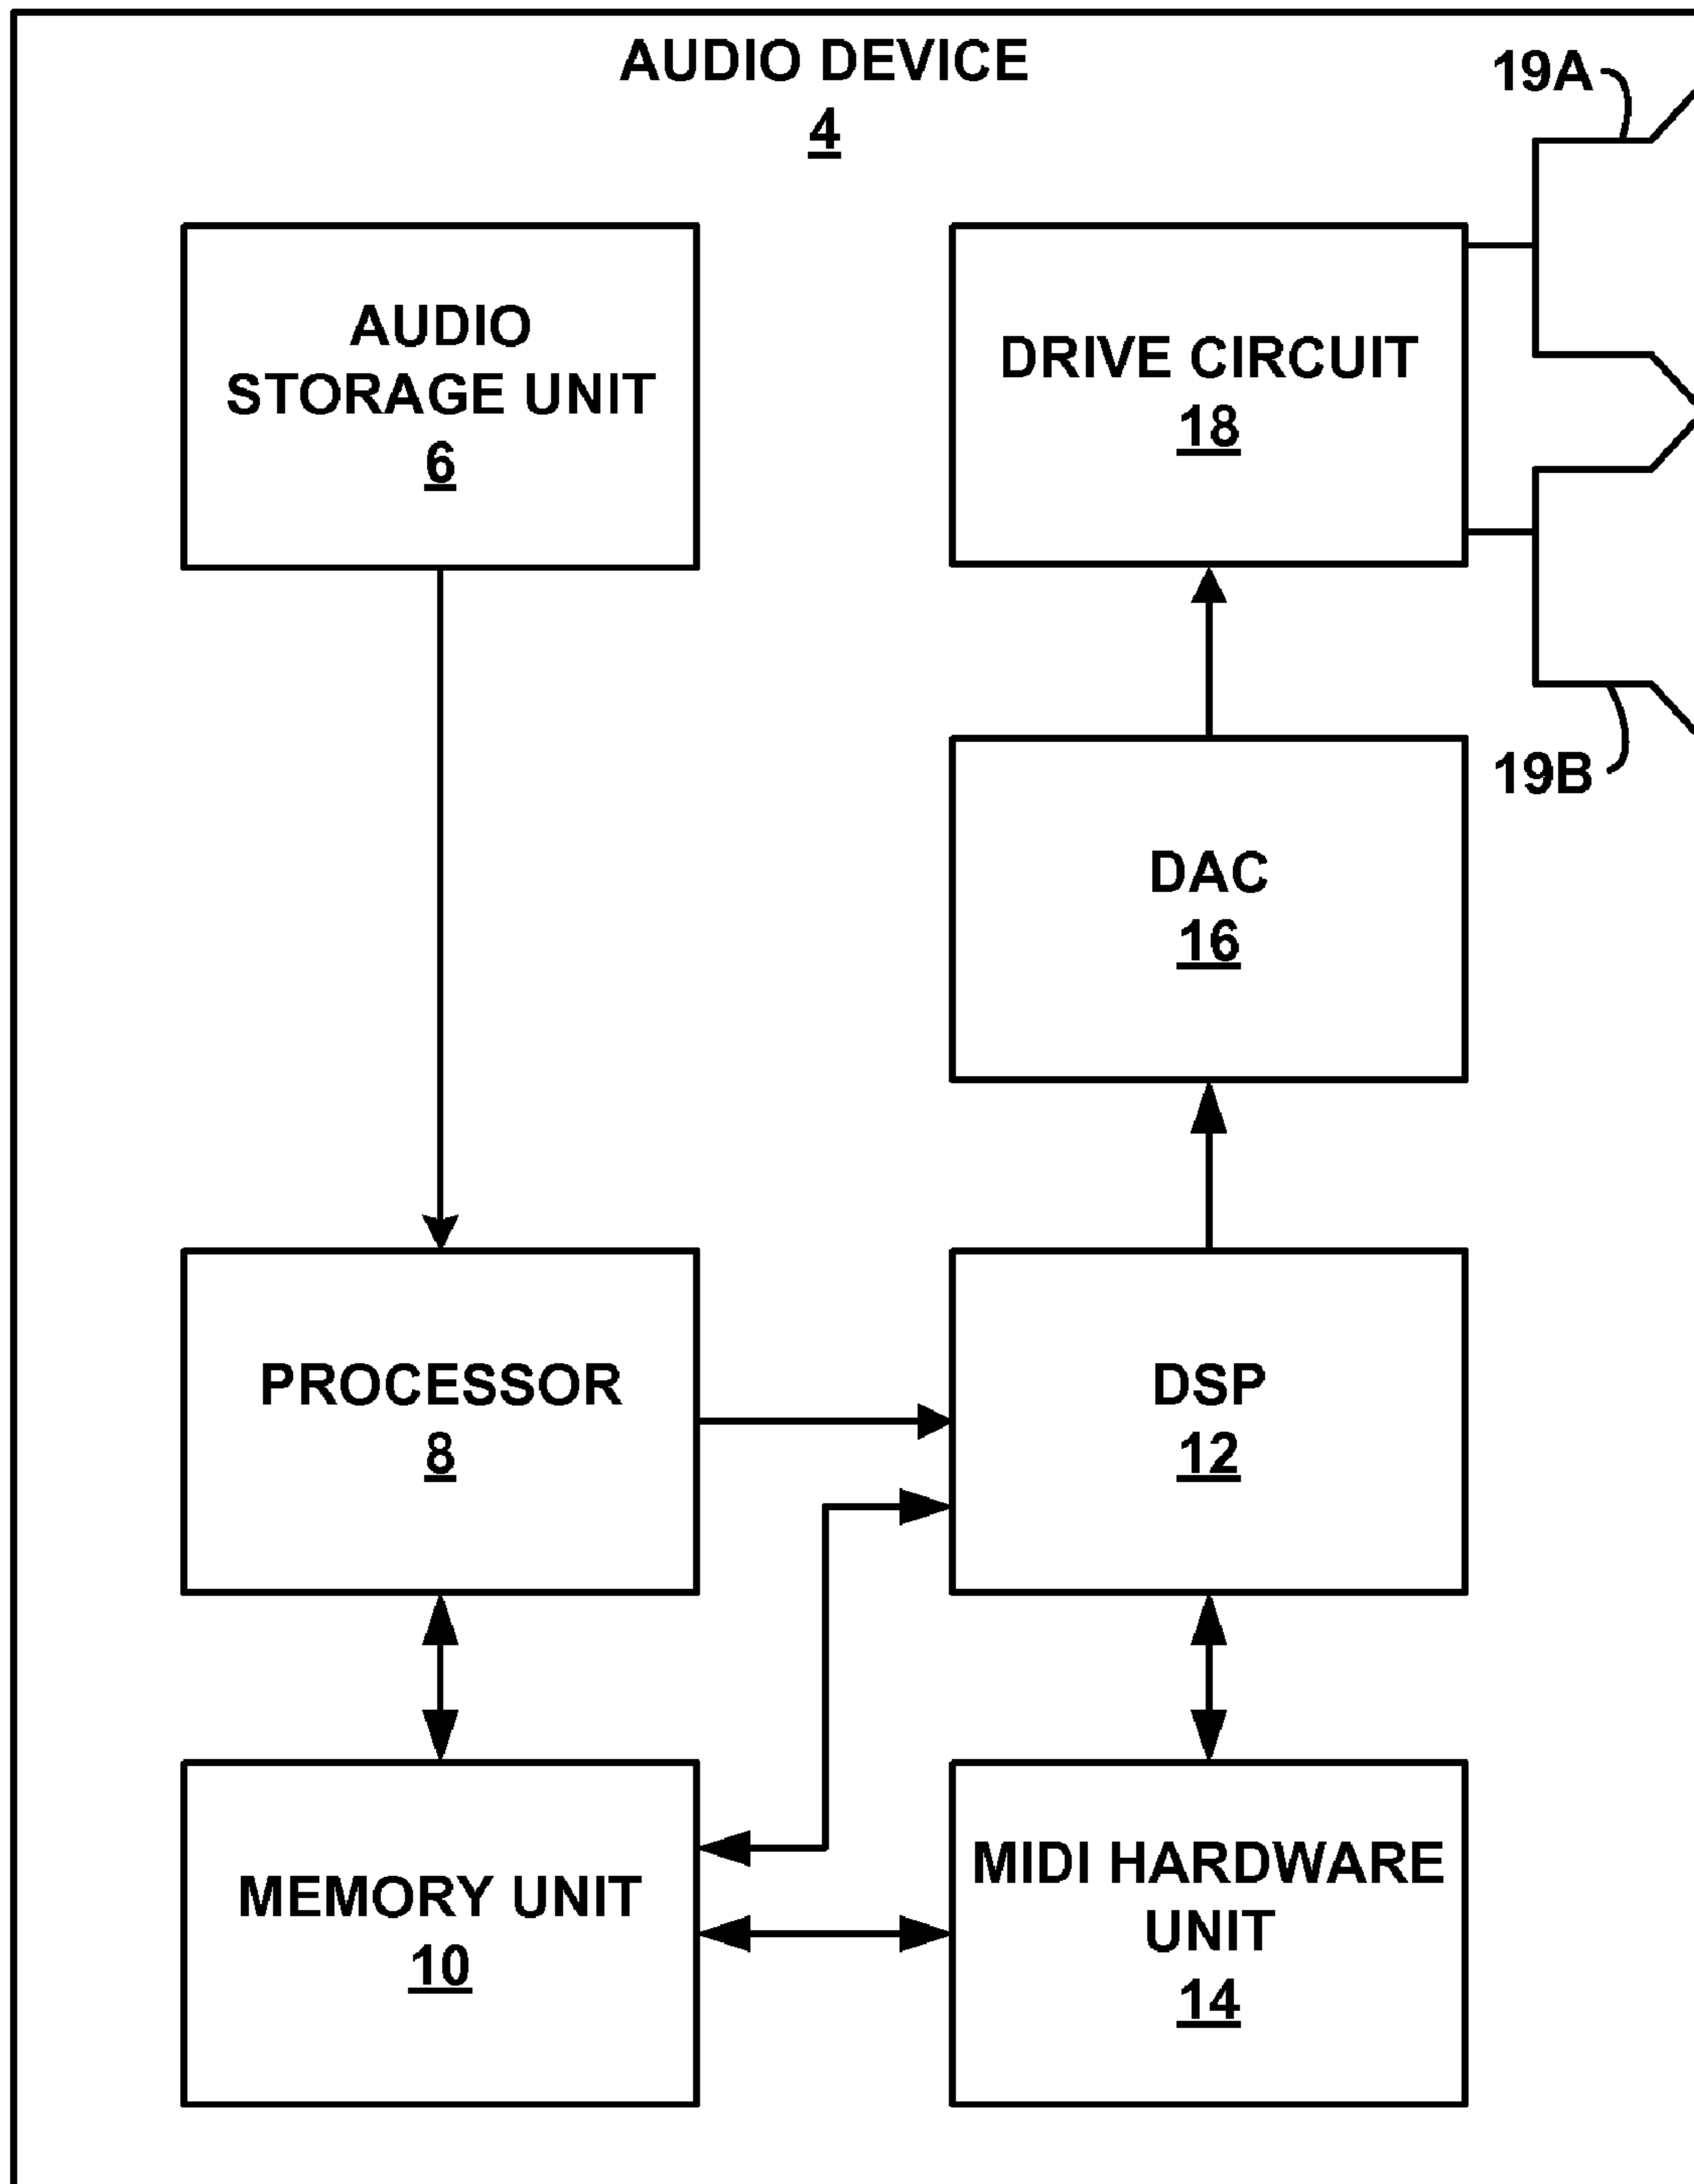 AUDIO DEVICE
4
19A
AUDIO
STORAGE UNIT
6
DRIVE CIRCUIT
18
19B
DAC
16
PROCESSOR
8
DSP
12
MEMORY UNIT
10
MIDI HARDWARE
UNIT
14